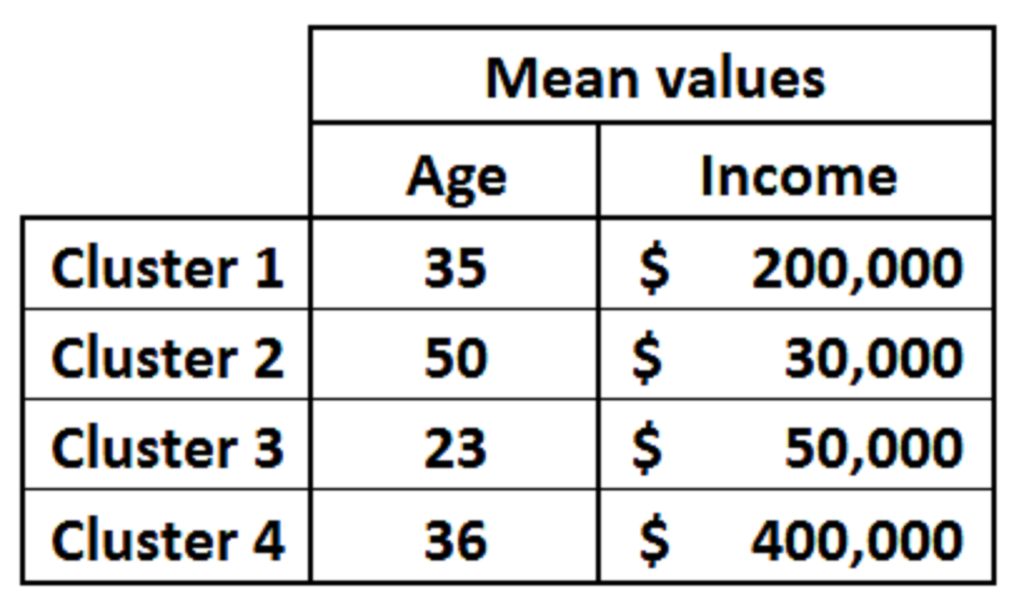 Mean values
Age Income
Cluster 1 35 $ 200,000
Cluster 2 50 $ 30,000
Cluster 3 23 $ 50,000
Cluster 4 36 $ 400,000